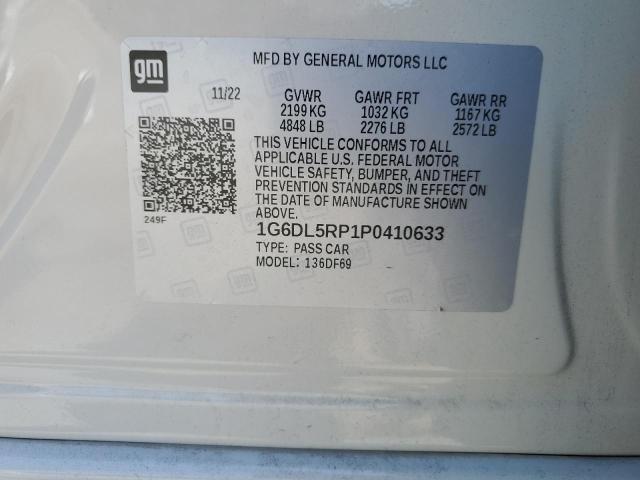 gm
MFD BY GENERAL MOTORS LLC
11/22 GVWR GAWR FRT GAWR RR
2199 KG 1032 KG 1167 KG
4848 LB 2276 LB 2572 LB
THIS VEHICLE CONFORMS TO ALL
APPLICABLE U.S. FEDERAL MOTOR
VEHICLE SAFETY, BUMPER, AND THEFT
PREVENTION STANDARDS IN EFFECT ON
THE DATE OF MANUFACTURE SHOWN
ABOVE.
249F
1G6DL5RP1P0410633
TYPE: PASS CAR
MODEL: 136DF69